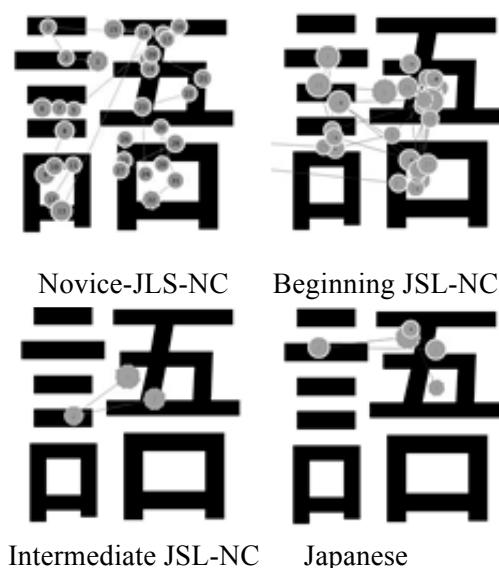 語 語
Novice-JLS-NC Beginning JSL-NC
語 語
Intermediate JSL-NC Japanese